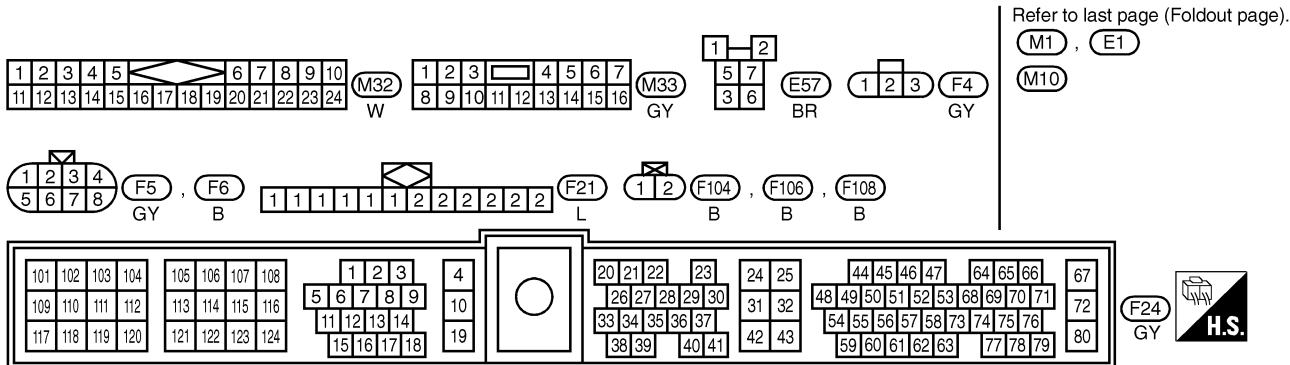 Refer to last page (Foldout page).
M1 , E1
M10
1 2 3 4 5 6 7 8 9 10
11 12 13 14 15 16 17 18 19 20 21 22 23 24
M32
W
1 2 3 4 5 6 7
8 9 10 11 12 13 14 15 16
M33
GY
1 2
5 7
3 6
E57
BR
1 2 3
F4
GY
1 2 3 4
5 6 7 8
F5 , F6
GY B
1 1 1 1 1 1 2 2 2 2 2 2
F21
L
1 2
F104 , F106 , F108
B B B
101 102 103 104 105 106 107 108
109 110 111 112 113 114 115 116
117 118 119 120 121 122 123 124
1 2 3 4
5 6 7 8 9 10
11 12 13 14
15 16 17 18 19
20 21 22 23 24 25
26 27 28 29 30 31 32
33 34 35 36 37
38 39 40 41 42 43
44 45 46 47 64 65 66 67
48 49 50 51 52 53 68 69 70 71 72
54 55 56 57 58 73 74 75 76
59 60 61 62 63 77 78 79 80
F24
GY
H.S.